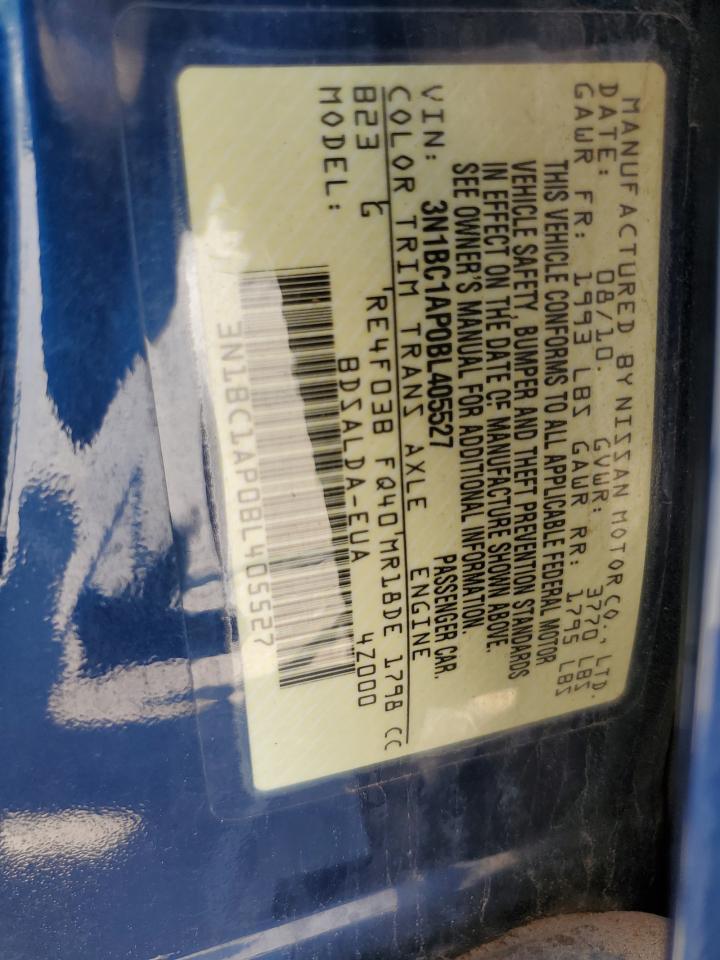 MANUFACTURED BY NISSAN MOTOR CO., LTD.
DATE: 08/10. GVWR: 3770 LBS
GAWR FR: 1993 LBS GAWR RR: 1795 LBS
THIS VEHICLE CONFORMS TO ALL APPLICABLE FEDERAL MOTOR
VEHICLE SAFETY, BUMPER AND THEFT PREVENTION STANDARDS
IN EFFECT ON THE DATE OF MANUFACTURE SHOWN ABOVE.
SEE OWNER'S MANUAL FOR ADDITIONAL INFORMATION.
VIN: 3N1BC1AP0BL405527 PASSENGER CAR.
COLOR TRIM TRANS AXLE ENGINE
B23 G RE4F03B FQ40 MR18DE 1798 CC
MODEL: BDSALDA-EUA 4Z000
3N1BC1AP0BL405527